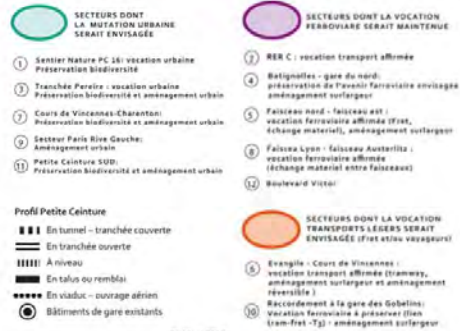 SECTEURS DONT
LA MUTATION URBAINE
SERAIT ENVISAGÉE
1 Sentier Nature PC 16: vocation urbaine
Préservation biodiversité
3 Tranchée Pereire : vocation urbaine
Préservation biodiversité et aménagement urbain
7 Cours de Vincennes-Charenton:
Préservation biodiversité et aménagement urbain
9 Secteur Paris Rive Gauche:
Aménagement urbain
11 Petite Ceinture SUD:
Préservation biodiversité et aménagement urbain
Profil Petite Ceinture
En tunnel – tranchée couverte
En tranchée ouverte
A niveau
En talus ou remblai
En viaduc – ouvrage aérien
Bâtiments de gare existants
SECTEURS DONT LA VOCATION
FERROVIAIRE SERAIT MAINTENUE
2 RER C : vocation transport affirmée
4 Batignolles - gare du nord:
préservation de l'avenir ferroviaire envisagée
aménagement surlargeur
5 Faisceau nord - faisceau est :
vocation ferroviaire affirmée (Fret,
échange materiel), aménagement surlargeur
8 Faissea Lyon - faisceau Austerlitz :
vocation ferroviaire affirmée
(échange materiel entre faisceaux)
12 Boulevard Victor
SECTEURS DONT LA VOCATION
TRANSPORTS LÉGERS SERAIT
ENVISAGÉE (Fret et/ou voyageurs)
6 Evangile - Cours de Vincennes :
vocation transport affirmée (tramway,
aménagement surlargeur et aménagement
réversible )
10 Raccordement à la gare des Gobelins:
Vocation ferroviaire à préserver (lien
tram-fret -T3) - aménagement surlargeur